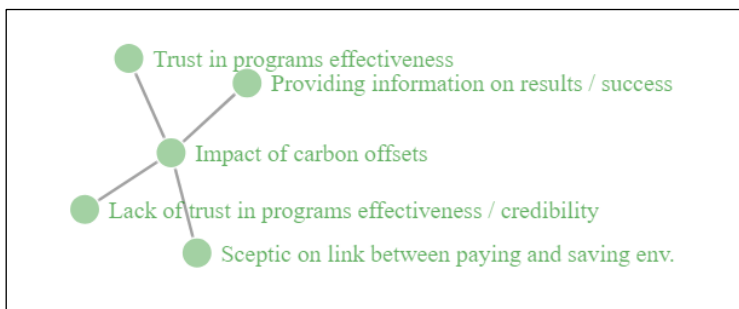 Trust in programs effectiveness
Providing information on results / success
Impact of carbon offsets
Lack of trust in programs effectiveness / credibility
Sceptic on link between paying and saving env.